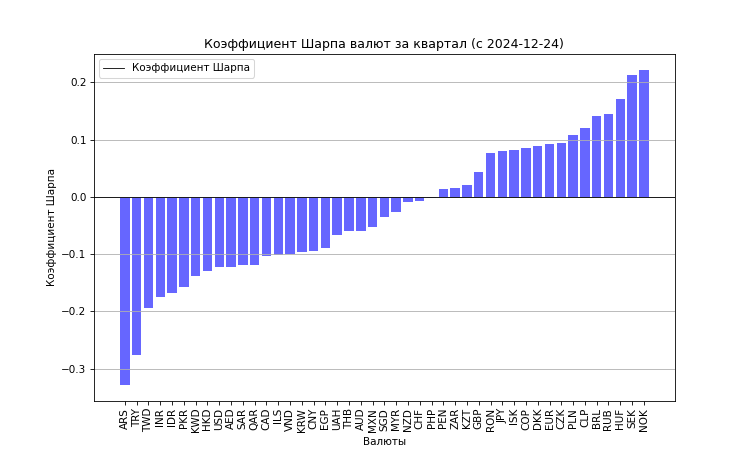 Коэффициент Шарпа валют за квартал (с 2024-12-24)
Коэффициент Шарпа
Коэффициент Шарпа
0.2
0.1
0.0
−0.1
−0.2
−0.3
ARS TRY TWD INR IDR PKR KWD HKD USD AED SAR QAR CAD ILS VND KRW CNY EGP UAH THB AUD MXN SGD MYR NZD CHF PHP PEN ZAR KZT GBP RON JPY ISK COP DKK EUR CZK PLN CLP BRL RUB HUF SEK NOK
Валюты